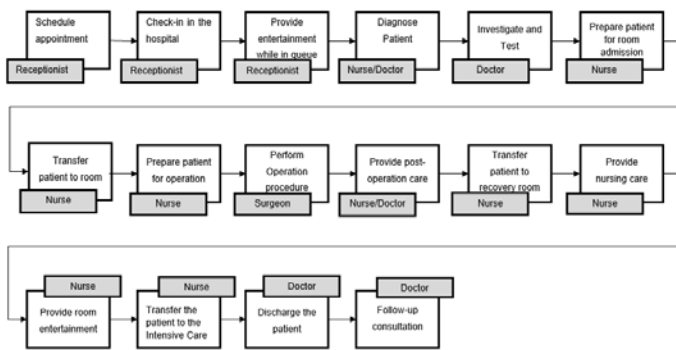 Schedule
appointment
Receptionist
Check-in in the
hospital
Receptionist
Provide
entertainment
while in queue
Receptionist
Diagnose
Patient
Nurse/Doctor
Investigate and
Test
Doctor
Prepare patient
for room
admission
Nurse
Transfer
patient to room
Nurse
Prepare patient
for operation
Nurse
Perform
Operation
procedure
Surgeon
Provide post-
operation care
Nurse/Doctor
Transfer
patient to
recovery room
Nurse
Provide
nursing care
Nurse
Nurse
Provide room
entertainment
Nurse
Transfer the
patient to the
Intensive Care
Doctor
Discharge the
patient
Doctor
Follow-up
consultation